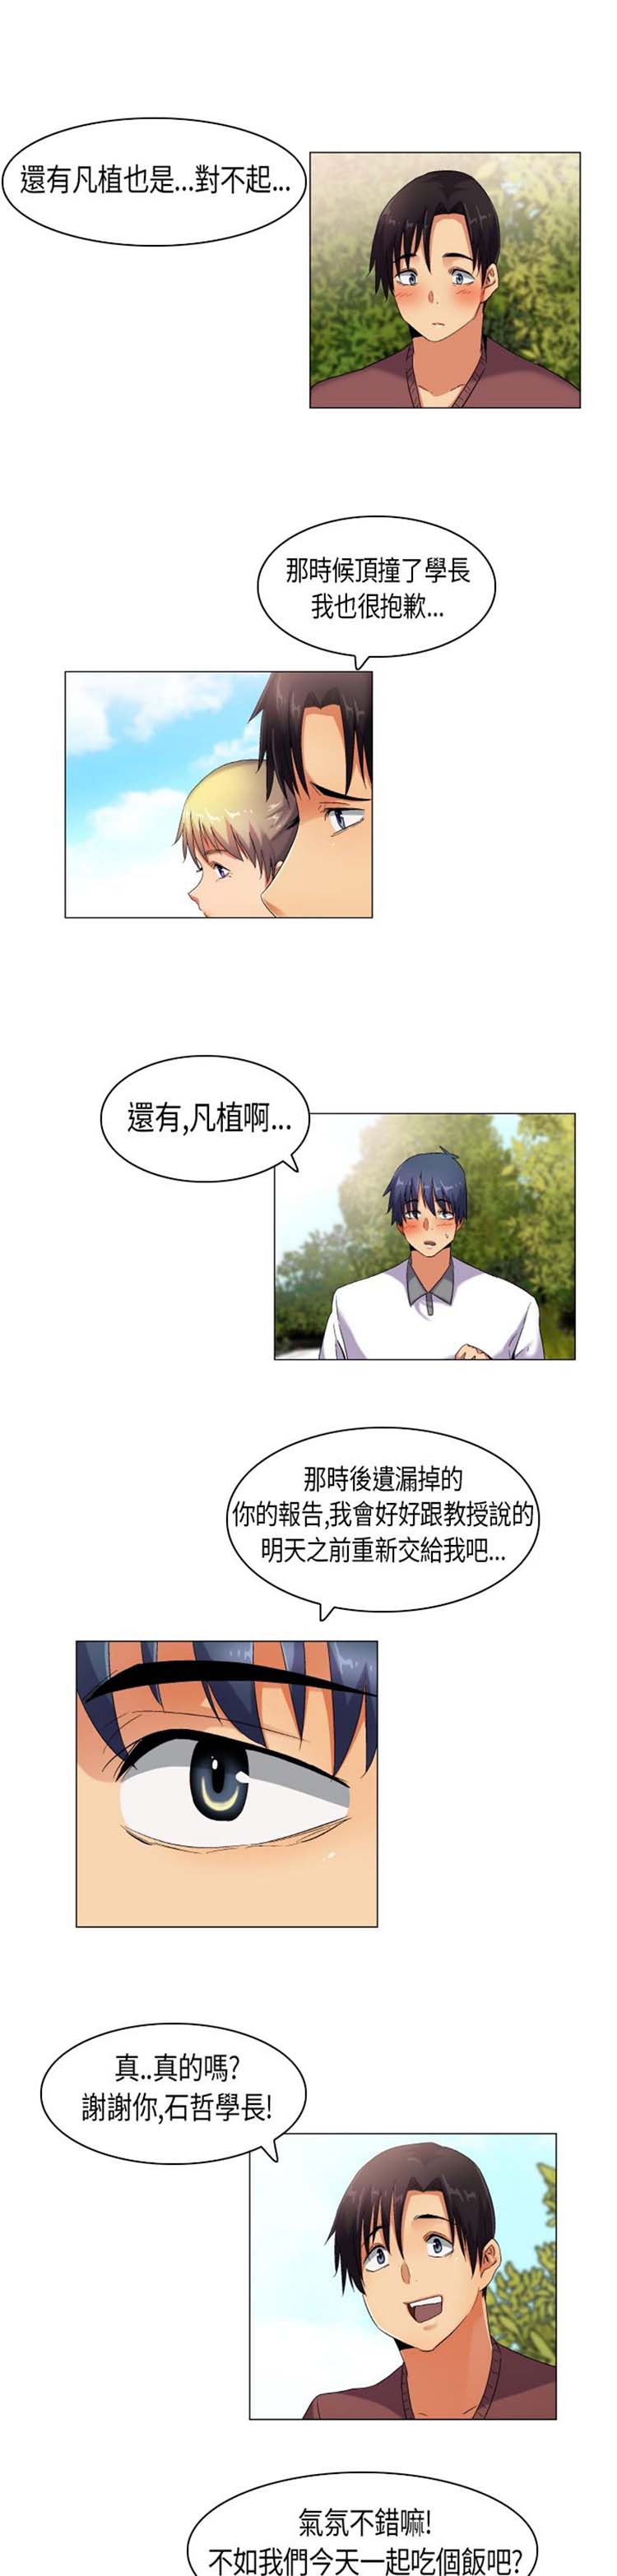 還有凡植也是...對不起...
那時候頂撞了學長
我也很抱歉...
還有,凡植啊...
那時後遺漏掉的
你的報告,我會好好跟教授說的
明天之前重新交給我吧...
真..真的嗎?
謝謝你,石哲學長!
氣氛不錯嘛!
不如我們今天一起吃個飯吧?